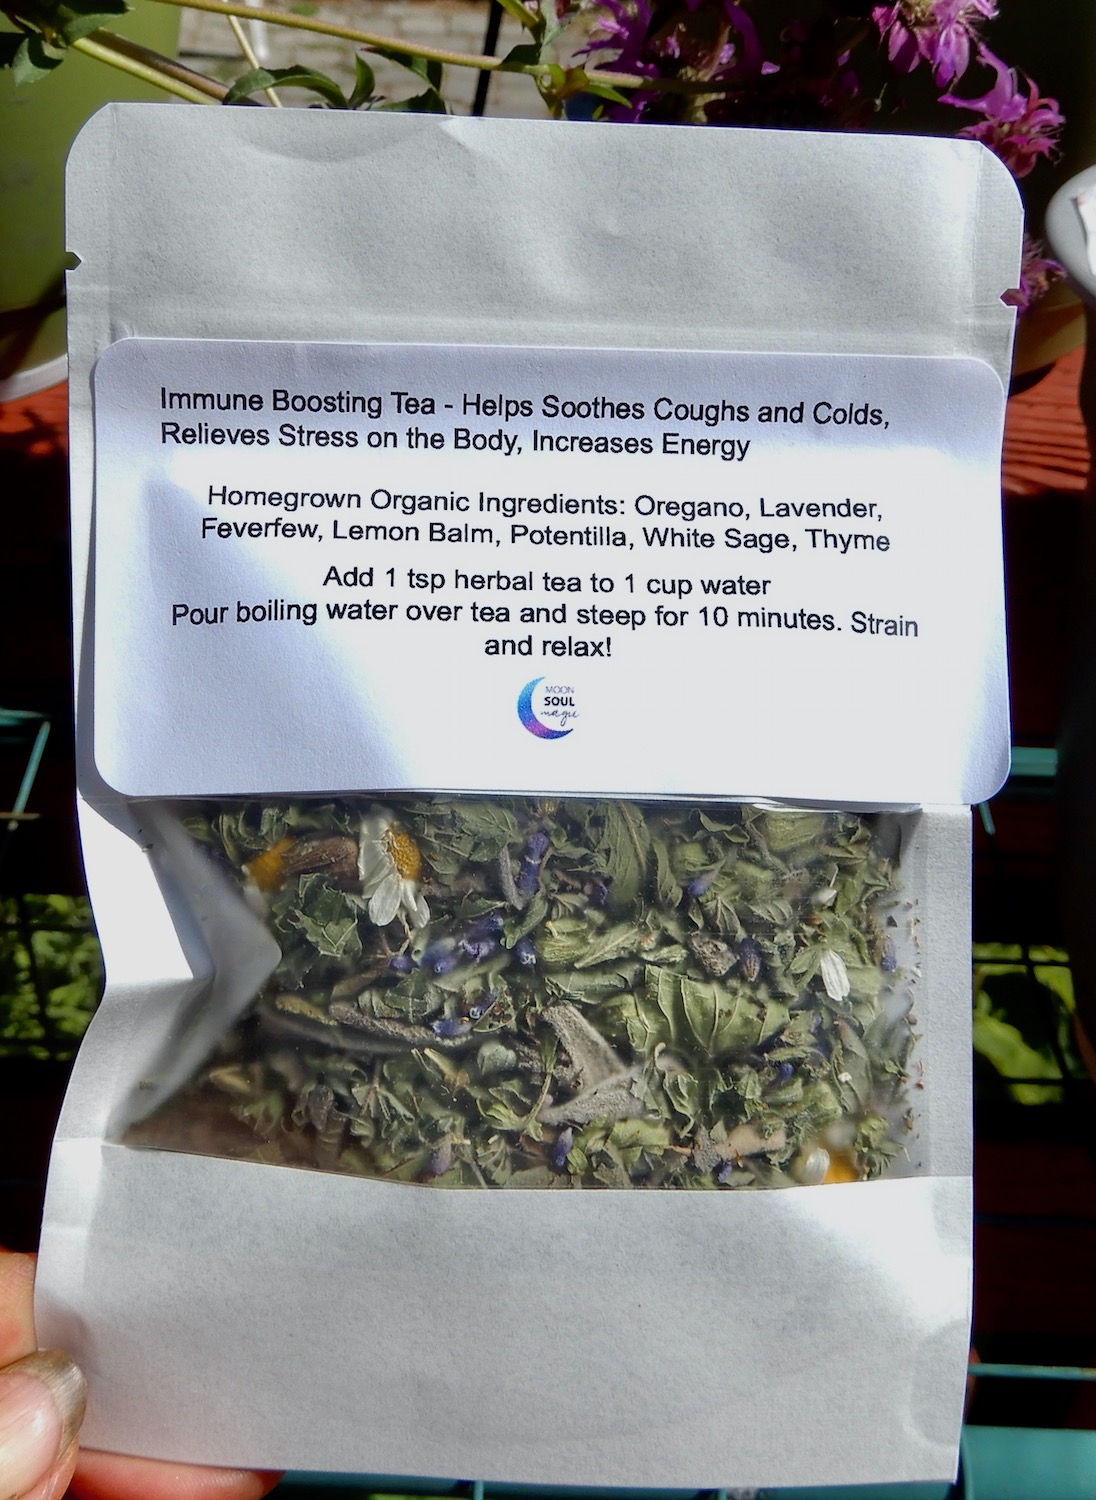 Immune Boosting Tea - Helps Soothes Coughs and Colds,
Relieves Stress on the Body, Increases Energy
Homegrown Organic Ingredients: Oregano, Lavender,
Feverfew, Lemon Balm, Potentilla, White Sage, Thyme
Add 1 tsp herbal tea to 1 cup water
Pour boiling water over tea and steep for 10 minutes. Strain
and relax!
MOON
SOUL
magic